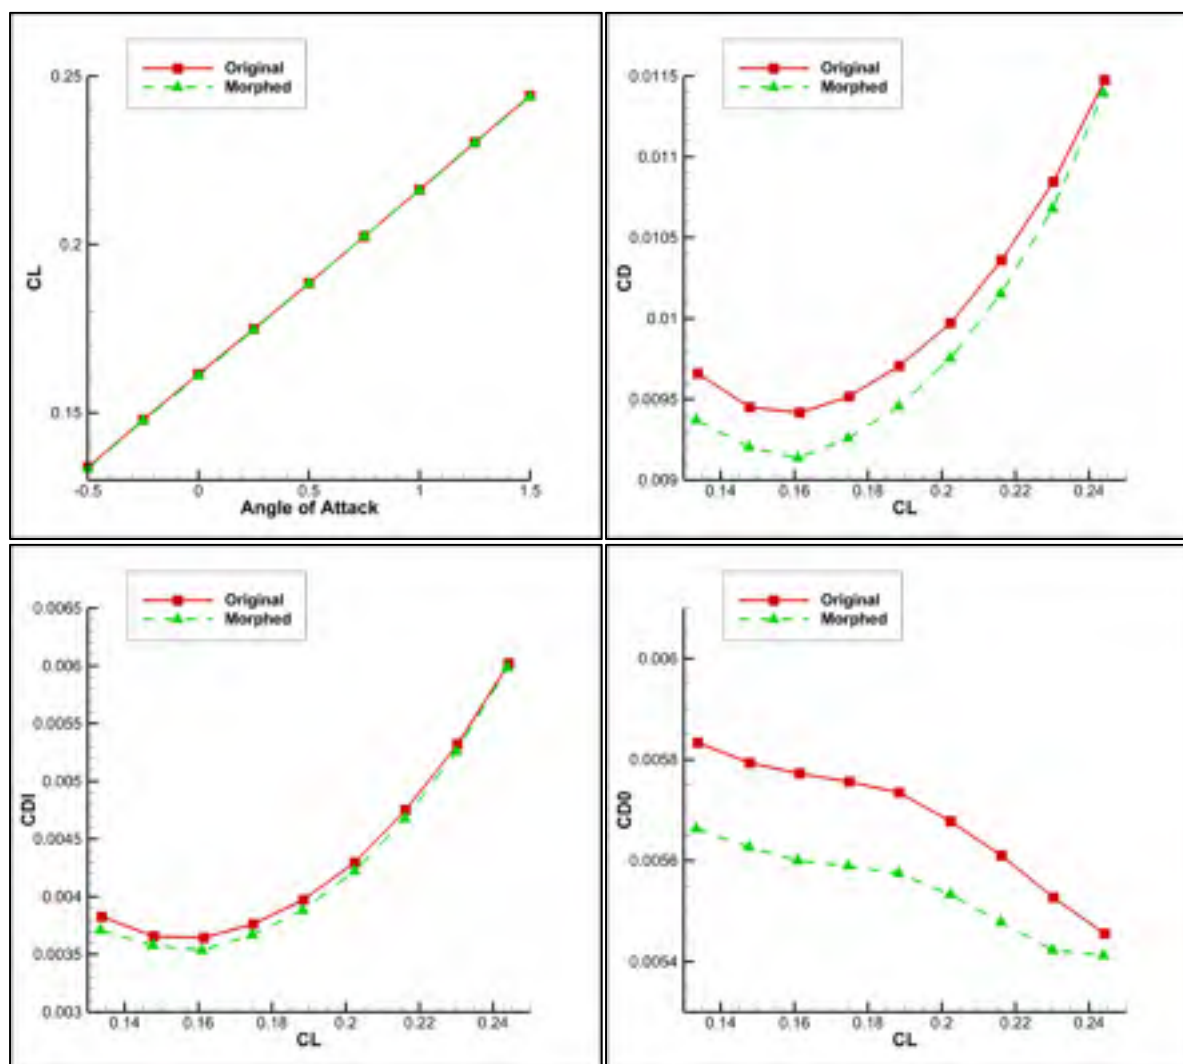 Original
Morphed
0.25
0.2
0.15
CL
-0.5 0 0.5 1 1.5
Angle of Attack
Original
Morphed
0.0115
0.011
0.0105
0.01
0.0095
0.009
CD
0.14 0.16 0.18 0.2 0.22 0.24
CL
Original
Morphed
0.0065
0.006
0.0055
0.005
0.0045
0.004
0.0035
0.003
CDI
0.14 0.16 0.18 0.2 0.22 0.24
CL
Original
Morphed
0.006
0.0058
0.0056
0.0054
CD0
0.14 0.16 0.18 0.2 0.22 0.24
CL